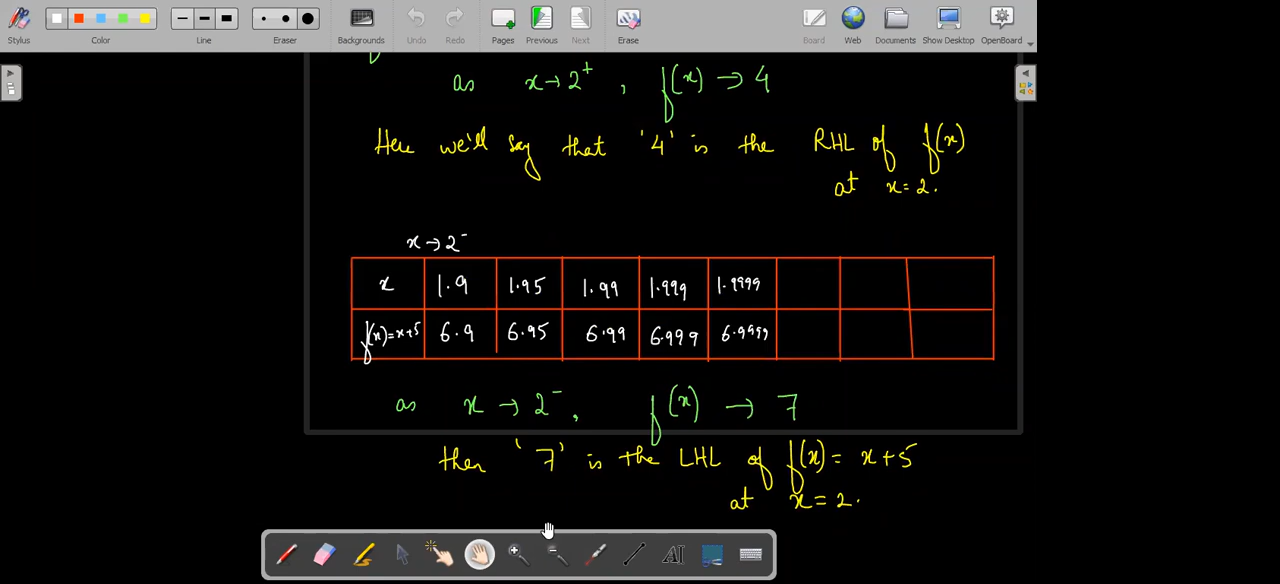 Stylus Color Line Eraser Backgrounds Undo Redo Pages Previous Next Erase Board Web Documents Show Desktop OpenBoard
as x→2⁺, f(x) → 4
Here we'll say that '4' is the RHL of f(x)
at x=2.
x→2⁻
x 1.9 1.95 1.99 1.999 1.9999
f(x)=x+5 6.9 6.95 6.99 6.999 6.9999
as x → 2⁻, f(x) → 7
then '7' is the LHL of f(x) = x+5
at x = 2.